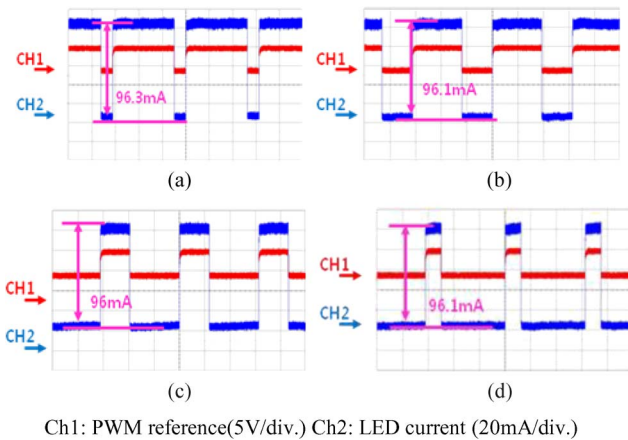 CH1
96.3mA
CH2
(a)
CH1
96.1mA
CH2
(b)
CH1
96mA
CH2
(c)
CH1
96.1mA
CH2
(d)
Ch1: PWM reference(5V/div.) Ch2: LED current (20mA/div.)